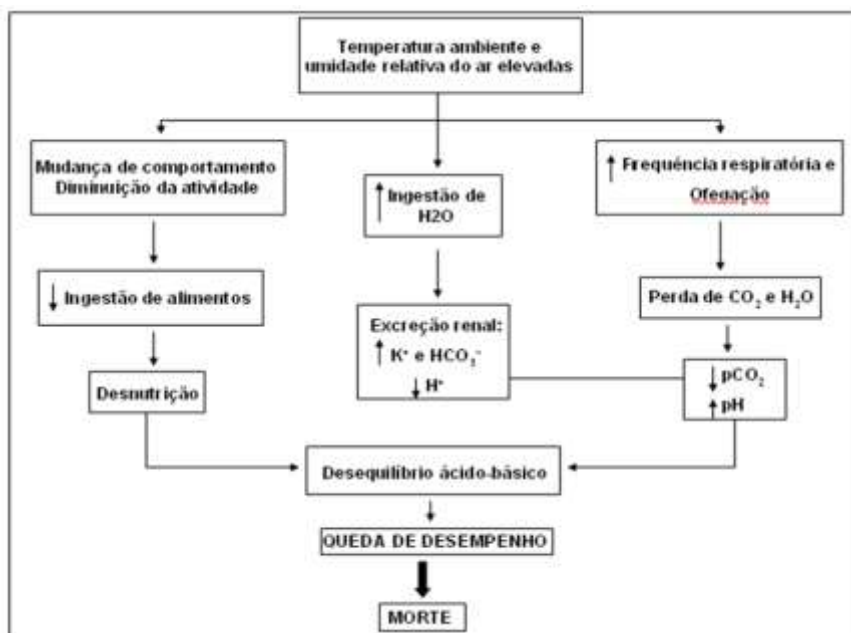 Temperatura ambiente e
umidade relativa do ar elevadas
Mudança de comportamento
Diminuição da atividade
↑ Ingestão de
H2O
↑ Frequência respiratória e
Ofegação
↓ Ingestão de alimentos
Perda de CO₂ e H₂O
Excreção renal:
↑ K⁺ e HCO₃⁻
↓ H⁺
Desnutrição
↓ pCO₂
↑ pH
Desequilíbrio ácido-básico
QUEDA DE DESEMPENHO
MORTE